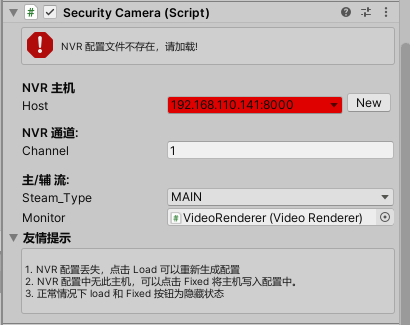 Security Camera (Script)
NVR 配置文件不存在，请加载!
NVR 主机
Host
192.168.110.141:8000
New
NVR 通道:
Channel
1
主/辅 流:
Steam_Type
MAIN
Monitor
VideoRenderer (Video Renderer)
友情提示
1. NVR 配置丢失，点击 Load 可以重新生成配置
2. NVR 配置中无此主机，可以点击 Fixed 将主机写入配置中。
3. 正常情况下 load 和 Fixed 按钮为隐藏状态